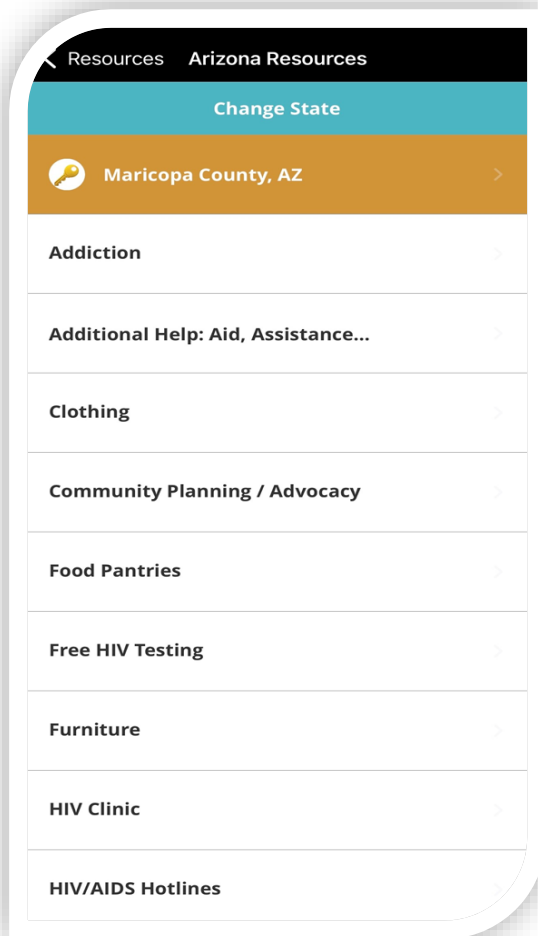 Resources Arizona Resources
Change State
Maricopa County, AZ
Addiction
Additional Help: Aid, Assistance...
Clothing
Community Planning / Advocacy
Food Pantries
Free HIV Testing
Furniture
HIV Clinic
HIV/AIDS Hotlines